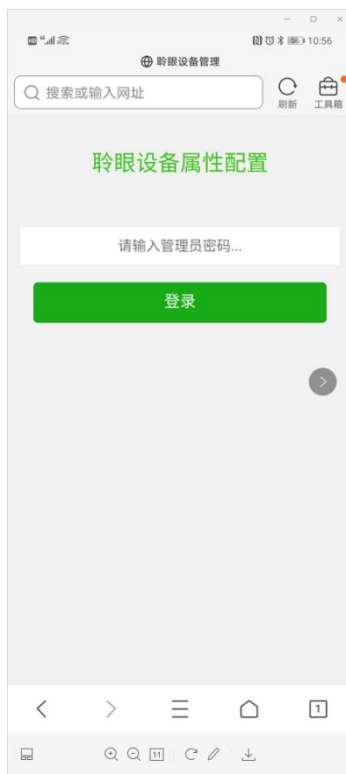 10:56
聆眼设备管理
搜索或输入网址
刷新
工具箱
聆眼设备属性配置
请输入管理员密码...
登录
1